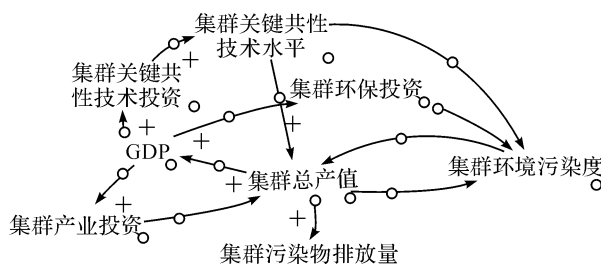 集群关键共性
技术水平
+
集群关键共
性技术投资
集群环保投资
+
+
+
GDP
集群环境污染度
+
集群总产值
+
集群产业投资
+
集群污染物排放量